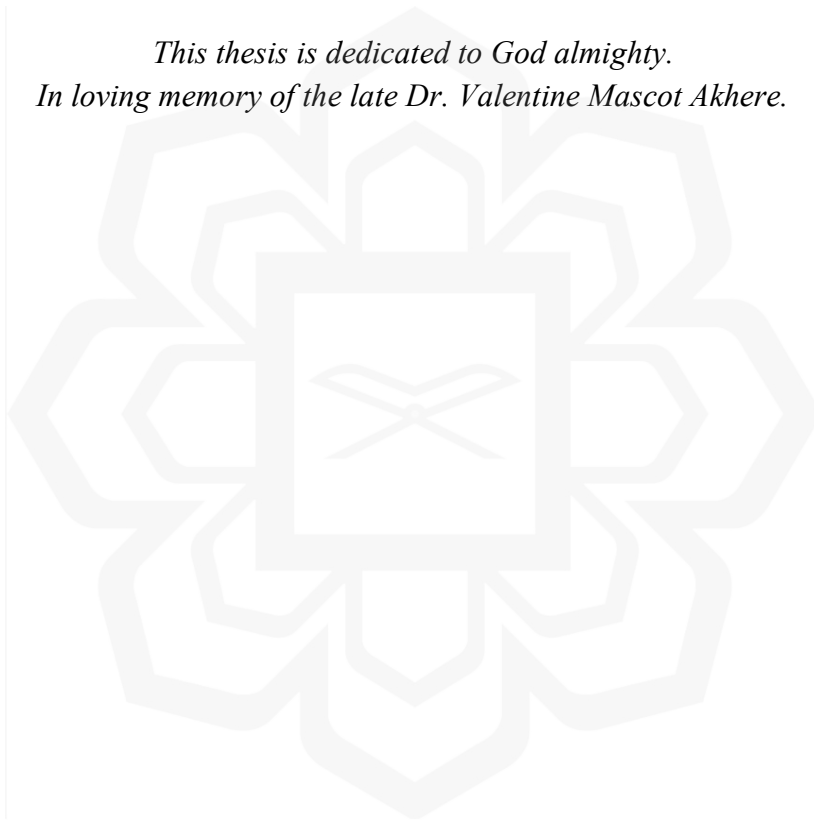 This thesis is dedicated to God almighty.
In loving memory of the late Dr. Valentine Mascot Akhere.